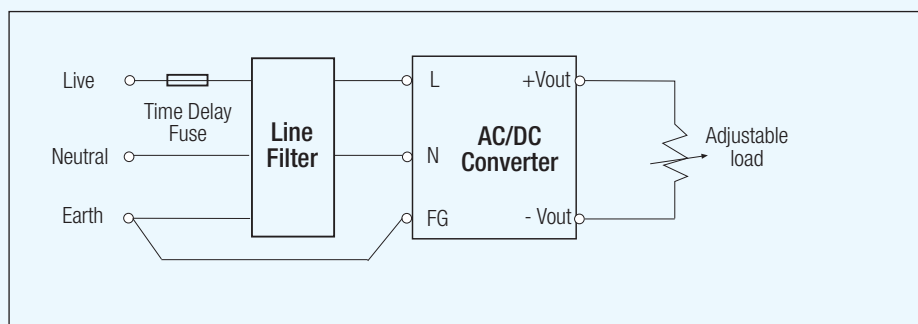 Live
Time Delay
Fuse
Neutral
Earth
Line
Filter
L
N
FG
AC/DC
Converter
+Vout
- Vout
Adjustable
load